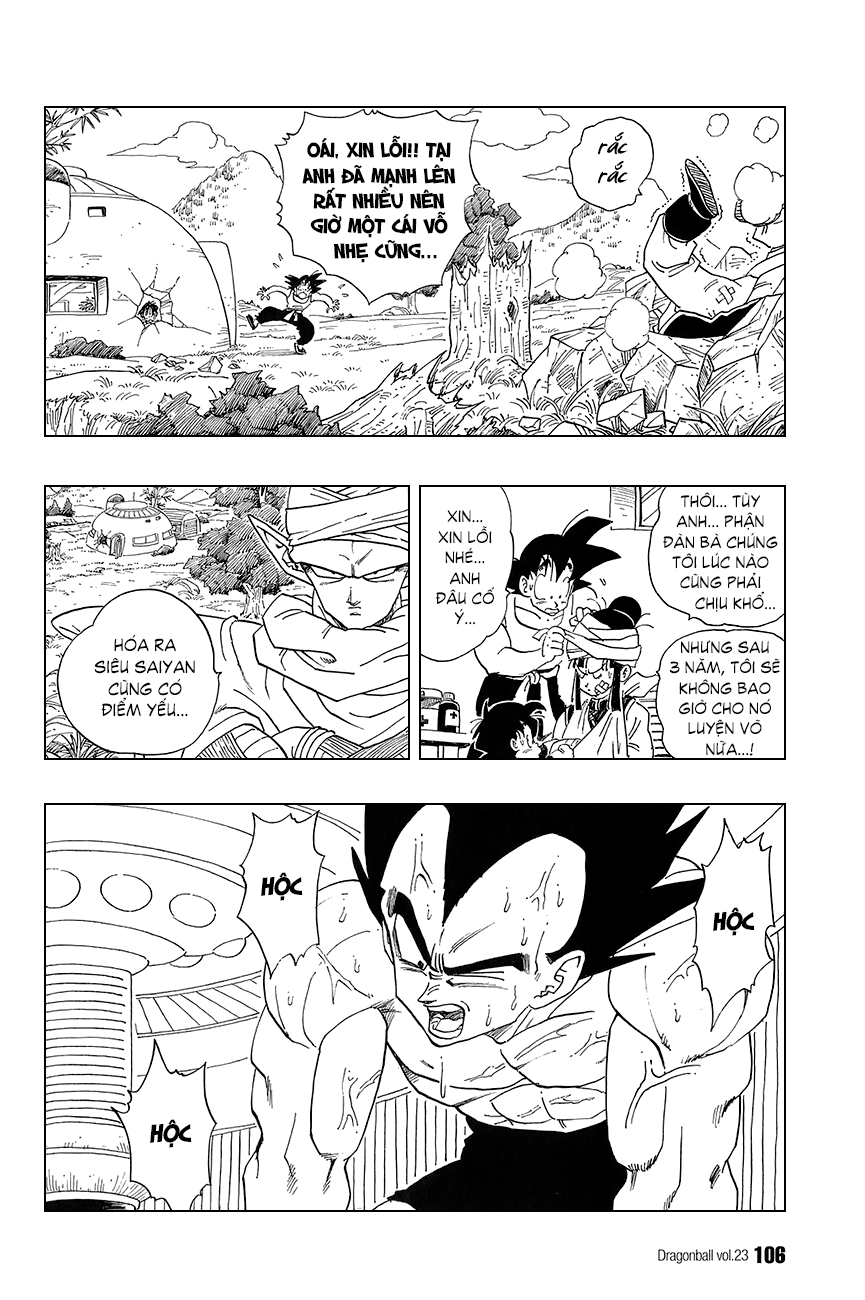 OÁI, XIN LỖI!! TẠI
ANH ĐÃ MẠNH LÊN
RẤT NHIỀU NÊN
GIỜ MỘT CÁI VỖ
NHẸ CŨNG...
RẮC
RẮC
HÓA RA
SIÊU SAIYAN
CŨNG CÓ
ĐIỂM YẾU...
XIN...
XIN LỖI
NHÉ...
ANH
ĐÂU CỐ
Ý...
THÔI... TÙY
ANH... PHẬN
ĐÀN BÀ CHÚNG
TÔI LÚC NÀO
CŨNG PHẢI
CHỊU KHỔ...
NHƯNG SAU
3 NĂM, TÔI SẼ
KHÔNG BAO
GIỜ CHO NÓ
LUYỆN VÕ
NỮA...!
HỘC
HỘC
HỘC
Dragonball vol.23 106